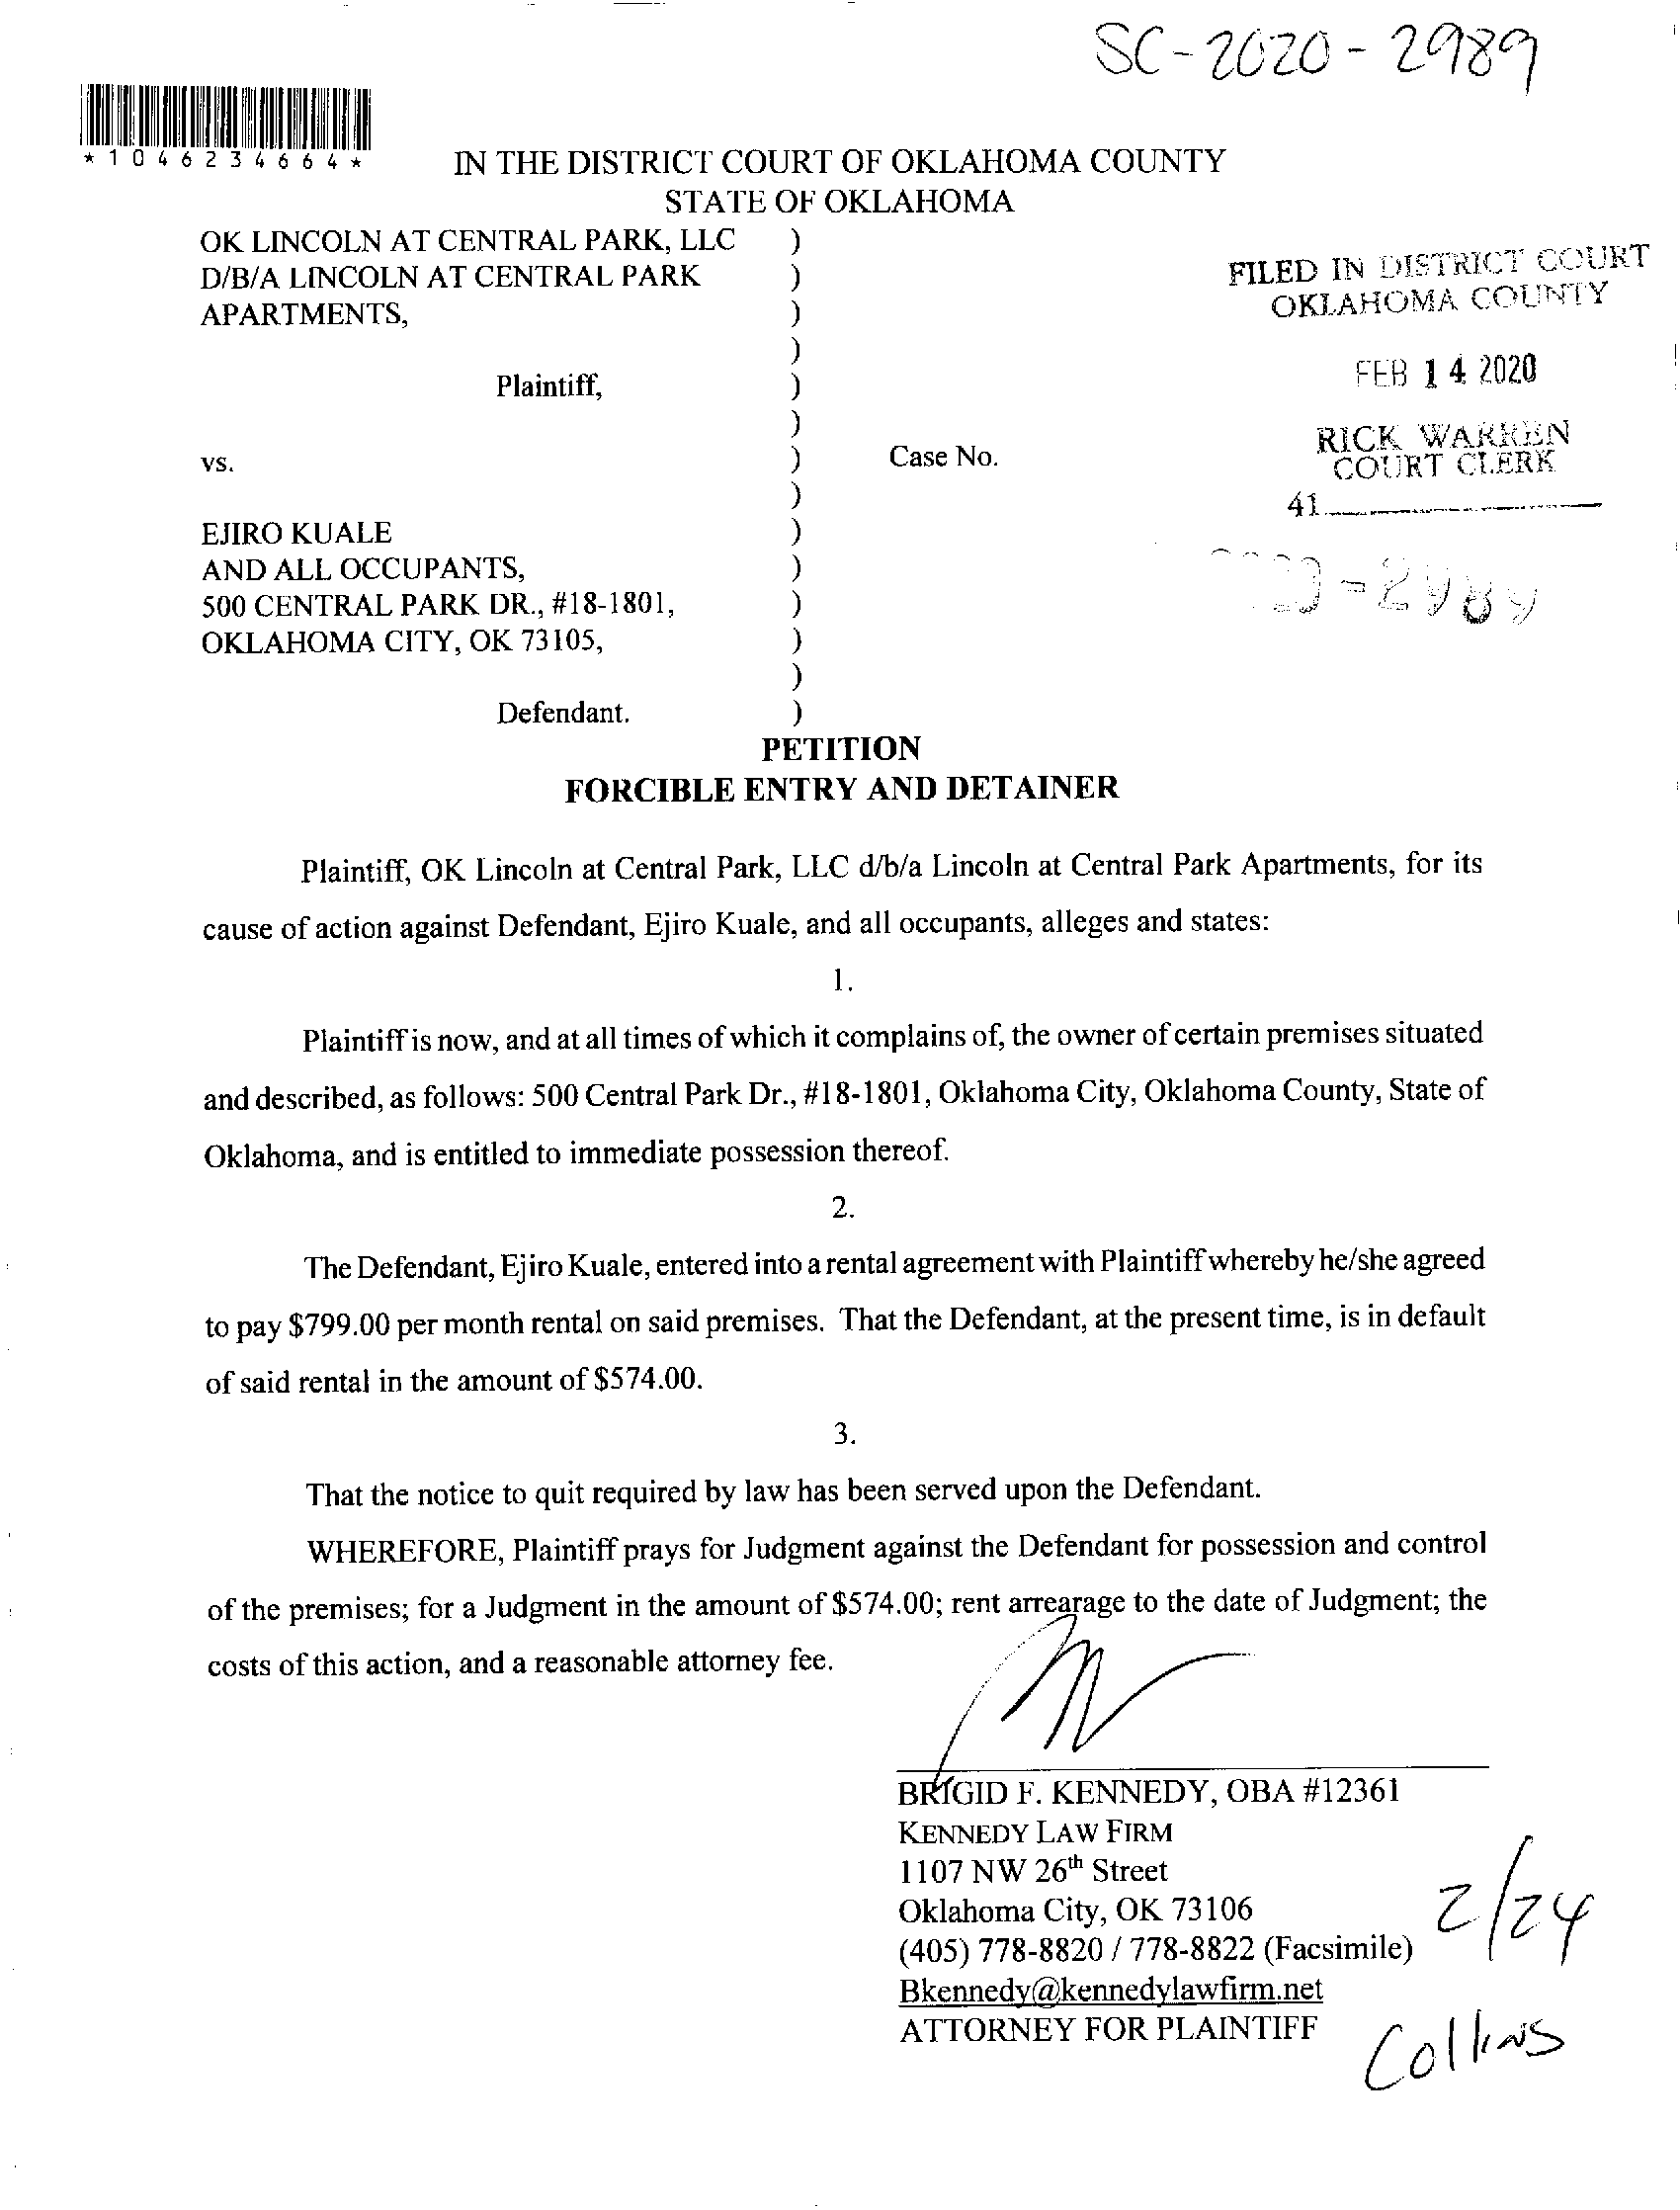 SC-2020-2989
*1046234664*
IN THE DISTRICT COURT OF OKLAHOMA COUNTY
STATE OF OKLAHOMA
OK LINCOLN AT CENTRAL PARK, LLC )
D/B/A LINCOLN AT CENTRAL PARK )
APARTMENTS, )
)
Plaintiff, )
)
vs. ) Case No.
)
EJIRO KUALE )
AND ALL OCCUPANTS, )
500 CENTRAL PARK DR., #18-1801, )
OKLAHOMA CITY, OK 73105, )
)
Defendant. )
FILED IN DISTRICT COURT
OKLAHOMA COUNTY
FEB 14 2020
RICK WARREN
COURT CLERK
41
-2989
PETITION
FORCIBLE ENTRY AND DETAINER
Plaintiff, OK Lincoln at Central Park, LLC d/b/a Lincoln at Central Park Apartments, for its
cause of action against Defendant, Ejiro Kuale, and all occupants, alleges and states:
1.
Plaintiff is now, and at all times of which it complains of, the owner of certain premises situated
and described, as follows: 500 Central Park Dr., #18-1801, Oklahoma City, Oklahoma County, State of
Oklahoma, and is entitled to immediate possession thereof.
2.
The Defendant, Ejiro Kuale, entered into a rental agreement with Plaintiff whereby he/she agreed
to pay $799.00 per month rental on said premises. That the Defendant, at the present time, is in default
of said rental in the amount of $574.00.
3.
That the notice to quit required by law has been served upon the Defendant.
WHEREFORE, Plaintiff prays for Judgment against the Defendant for possession and control
of the premises; for a Judgment in the amount of $574.00; rent arrearage to the date of Judgment; the
costs of this action, and a reasonable attorney fee.
BRIGID F. KENNEDY, OBA #12361
KENNEDY LAW FIRM
1107 NW 26th Street
Oklahoma City, OK 73106
(405) 778-8820 / 778-8822 (Facsimile)
Bkennedy@kennedylawfirm.net
ATTORNEY FOR PLAINTIFF
2/24
Collins